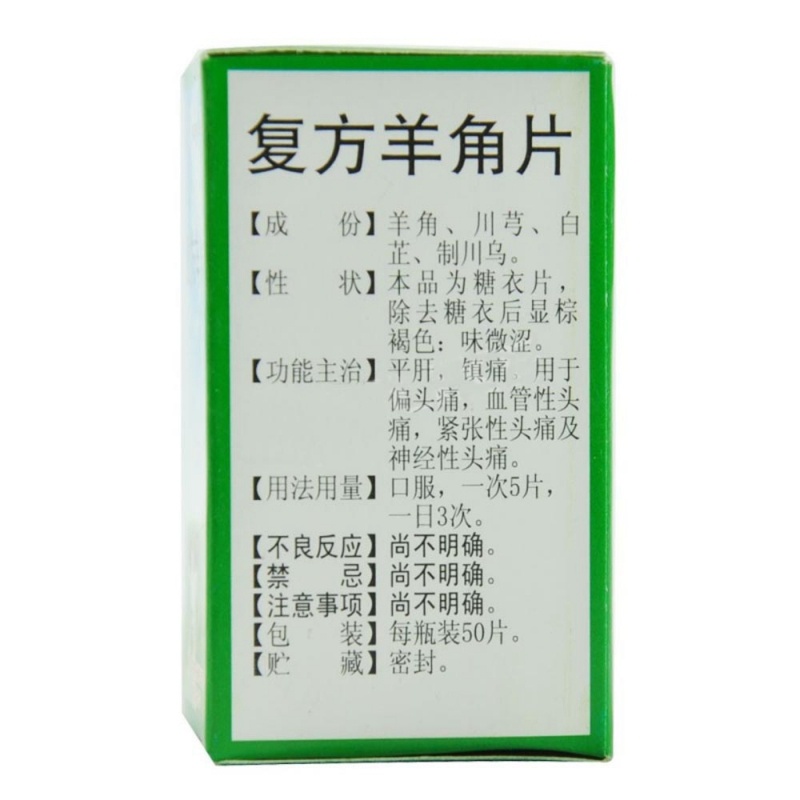 复方羊角片
【成 份】羊角、川芎、白
芷、制川乌。
【性 状】本品为糖衣片，
除去糖衣后显棕
褐色：味微涩。
【功能主治】平肝，镇痛。用于
偏头痛，血管性头
痛，紧张性头痛及
神经性头痛。
【用法用量】口服，一次5片，
一日3次。
【不良反应】尚不明确。
【禁 忌】尚不明确。
【注意事项】尚不明确。
【包 装】每瓶装50片。
【贮 藏】密封。